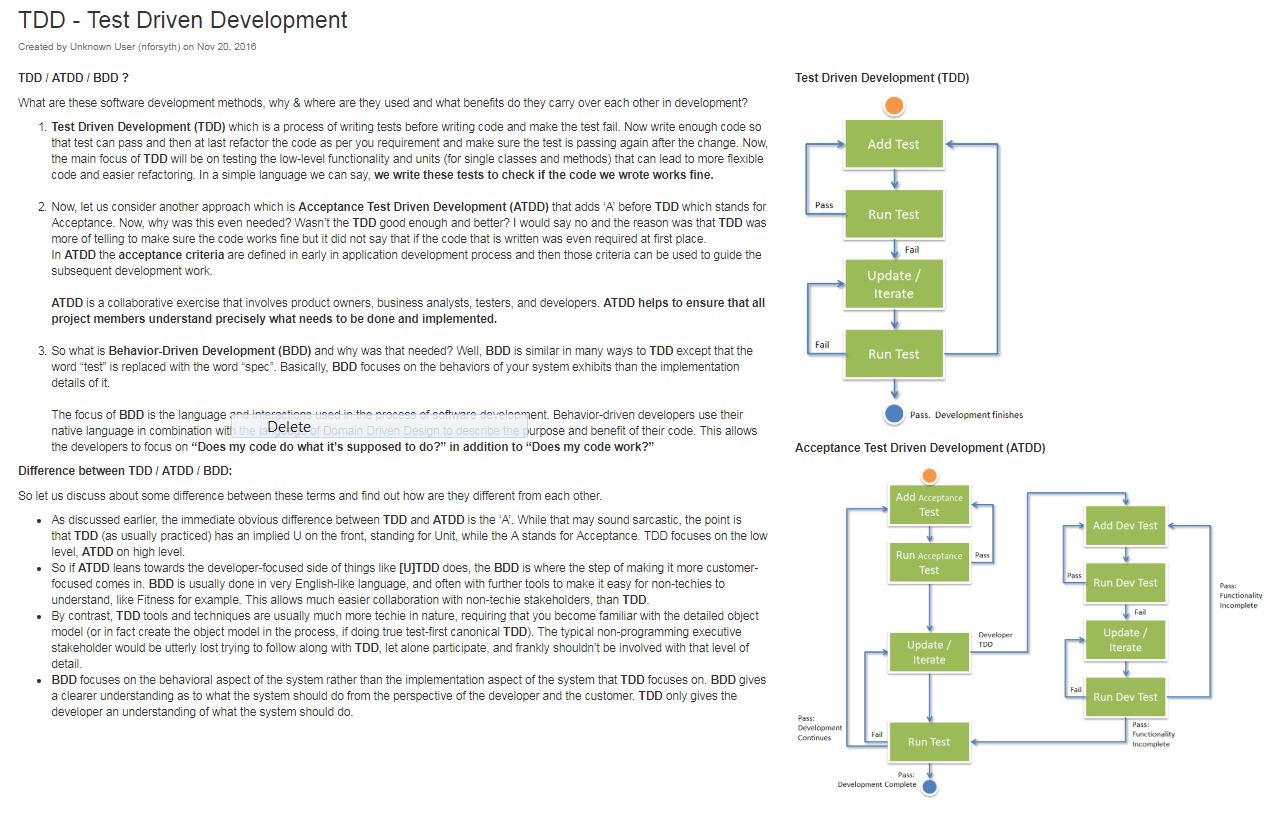 TDD - Test Driven Development
Created by Unknown User (nforsyth) on Nov 20, 2016
TDD / ATDD / BDD ?
What are these software development methods, why & where are they used and what benefits do they carry over each other in development?
1. Test Driven Development (TDD) which is a process of writing tests before writing code and make the test fail. Now write enough code so
that test can pass and then at last refactor the code as per you requirement and make sure the test is passing again after the change. Now,
the main focus of TDD will be on testing the low-level functionality and units (for single classes and methods) that can lead to more flexible
code and easier refactoring. In a simple language we can say, we write these tests to check if the code we wrote works fine.
2. Now, let us consider another approach which is Acceptance Test Driven Development (ATDD) that adds ‘A’ before TDD which stands for
Acceptance. Now, why was this even needed? Wasn’t the TDD good enough and better? I would say no and the reason was that TDD was
more of telling to make sure the code works fine but it did not say that if the code that is written was even required at first place.
In ATDD the acceptance criteria are defined in early in application development process and then those criteria can be used to guide the
subsequent development work.
ATDD is a collaborative exercise that involves product owners, business analysts, testers, and developers. ATDD helps to ensure that all
project members understand precisely what needs to be done and implemented.
3. So what is Behavior-Driven Development (BDD) and why was that needed? Well, BDD is similar in many ways to TDD except that the
word “test” is replaced with the word “spec”. Basically, BDD focuses on the behaviors of your system exhibits than the implementation
details of it.
The focus of BDD is the language and interactions used in the process of software development. Behavior-driven developers use their
native language in combination with the language of Domain Driven Design to describe the purpose and benefit of their code. This allows
Delete
the developers to focus on “Does my code do what it’s supposed to do?” in addition to “Does my code work?”
Difference between TDD / ATDD / BDD:
So let us discuss about some difference between these terms and find out how are they different from each other.
• As discussed earlier, the immediate obvious difference between TDD and ATDD is the ‘A’. While that may sound sarcastic, the point is
that TDD (as usually practiced) has an implied U on the front, standing for Unit, while the A stands for Acceptance. TDD focuses on the low
level, ATDD on high level.
• So if ATDD leans towards the developer-focused side of things like [U]TDD does, the BDD is where the step of making it more customer-
focused comes in. BDD is usually done in very English-like language, and often with further tools to make it easy for non-techies to
understand, like Fitness for example. This allows much easier collaboration with non-techie stakeholders, than TDD.
• By contrast, TDD tools and techniques are usually much more techie in nature, requiring that you become familiar with the detailed object
model (or in fact create the object model in the process, if doing true test-first canonical TDD). The typical non-programming executive
stakeholder would be utterly lost trying to follow along with TDD, let alone participate, and frankly shouldn’t be involved with that level of
detail.
• BDD focuses on the behavioral aspect of the system rather than the implementation aspect of the system that TDD focuses on. BDD gives
a clearer understanding as to what the system should do from the perspective of the developer and the customer. TDD only gives the
developer an understanding of what the system should do.
Test Driven Development (TDD)
Add Test
Pass
Run Test
Fail
Update /
Iterate
Fail
Run Test
Pass. Development finishes
Acceptance Test Driven Development (ATDD)
Add Acceptance
Test
Run Acceptance
Test
Pass
Update /
Iterate
Developer
TDD
Pass:
Development
Continues
Fail
Run Test
Pass:
Development Complete
Add Dev Test
Pass
Run Dev Test
Fail
Update /
Iterate
Fail
Run Dev Test
Pass:
Functionality
Incomplete
Pass:
Functionality
Incomplete